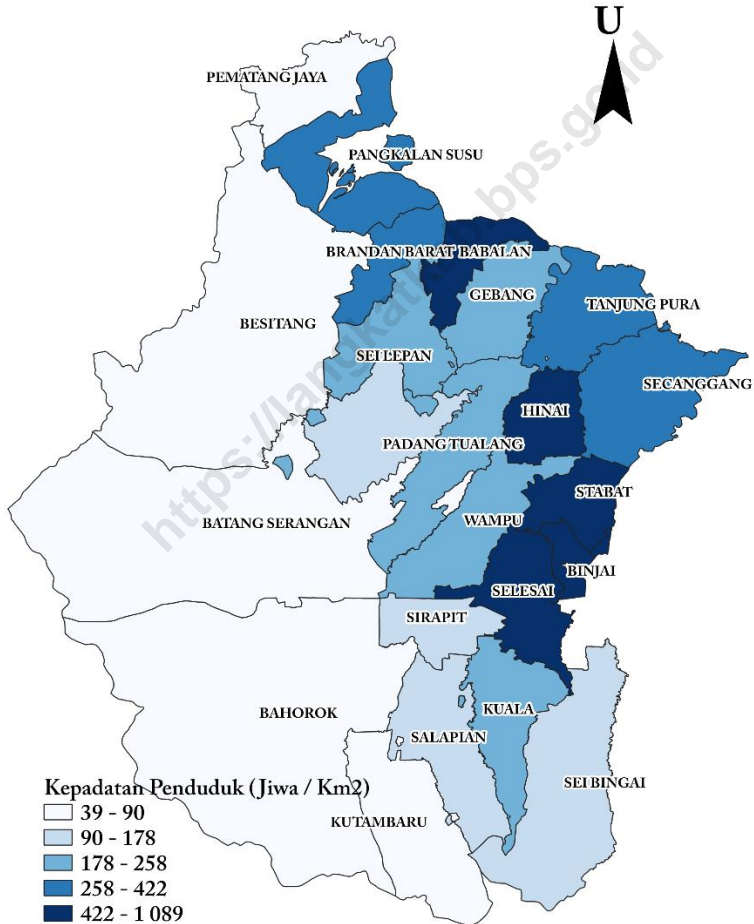 U
PEMATANG JAYA
PANGKALAN SUSU
BRANDAN BARAT
BABALAN
GEBANG
TANJUNG PURA
BESITANG
SEI LEPAN
SECANGGANG
HINAI
PADANG TUALANG
STABAT
BATANG SERANGAN
WAMPU
BINJAI
SELESAI
SIRAPIT
BAHOROK
KUALA
SALAPIAN
SEI BINGAI
KUTAMBARU
Kepadatan Penduduk (Jiwa / Km2)
39 - 90
90 - 178
178 - 258
258 - 422
422 - 1 089
https://langkatkab.bps.go.id